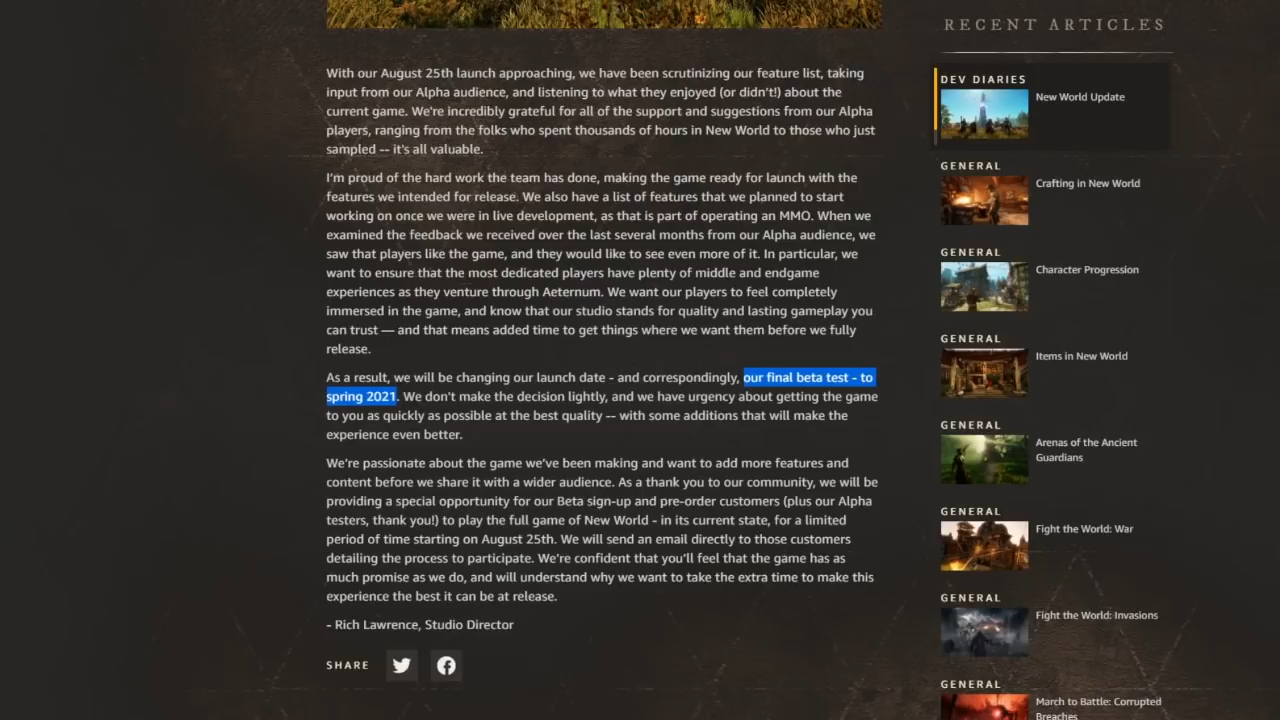 RECENT ARTICLES
With our August 25th launch approaching, we have been scrutinizing our feature list, taking
input from our Alpha audience, and listening to what they enjoyed (or didn't!) about the
current game. We're incredibly grateful for all of the support and suggestions from our Alpha
players, ranging from the folks who spent thousands of hours in New World to those who just
sampled -- it's all valuable.
I'm proud of the hard work the team has done, making the game ready for launch with the
features we intended for release. We also have a list of features that we planned to start
working on once we were in live development, as that is part of operating an MMO. When we
examined the feedback we received over the last several months from our Alpha audience, we
saw that players like the game, and they would like to see even more of it. In particular, we
want to ensure that the most dedicated players have plenty of middle and endgame
experiences as they venture through Aeternum. We want our players to feel completely
immersed in the game, and know that our studio stands for quality and lasting gameplay you
can trust — and that means added time to get things where we want them before we fully
release.
As a result, we will be changing our launch date - and correspondingly, our final beta test - to
spring 2021. We don't make the decision lightly, and we have urgency about getting the game
to you as quickly as possible at the best quality -- with some additions that will make the
experience even better.
We're passionate about the game we've been making and want to add more features and
content before we share it with a wider audience. As a thank you to our community, we will be
providing a special opportunity for our Beta sign-up and pre-order customers (plus our Alpha
testers, thank you!) to play the full game of New World - in its current state, for a limited
period of time starting on August 25th. We will send an email directly to those customers
detailing the process to participate. We're confident that you'll feel that the game has as
much promise as we do, and will understand why we want to take the extra time to make this
experience the best it can be at release.
- Rich Lawrence, Studio Director
SHARE
DEV DIARIES
New World Update
GENERAL
Crafting in New World
GENERAL
Character Progression
GENERAL
Items in New World
GENERAL
Arenas of the Ancient
Guardians
GENERAL
Fight the World: War
GENERAL
Fight the World: Invasions
GENERAL
March to Battle: Corrupted
Breaches